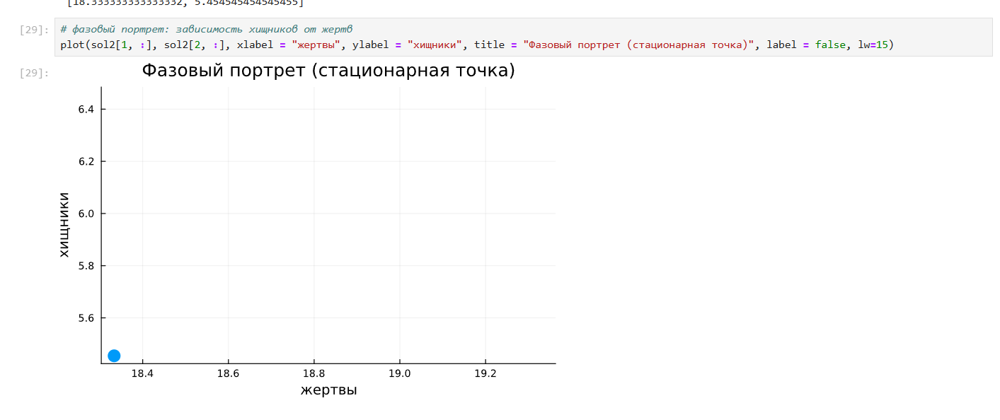 [18.333333333333332, 5.454545454545455]
[29]:
# фазовый портрет: зависимость хищников от жертв
plot(sol2[1, :], sol2[2, :], xlabel = "жертвы", ylabel = "хищники", title = "Фазовый портрет (стационарная точка)", label = false, lw=15)
[29]:
Фазовый портрет (стационарная точка)
6.4
6.2
6.0
5.8
5.6
хищники
18.4 18.6 18.8 19.0 19.2
жертвы